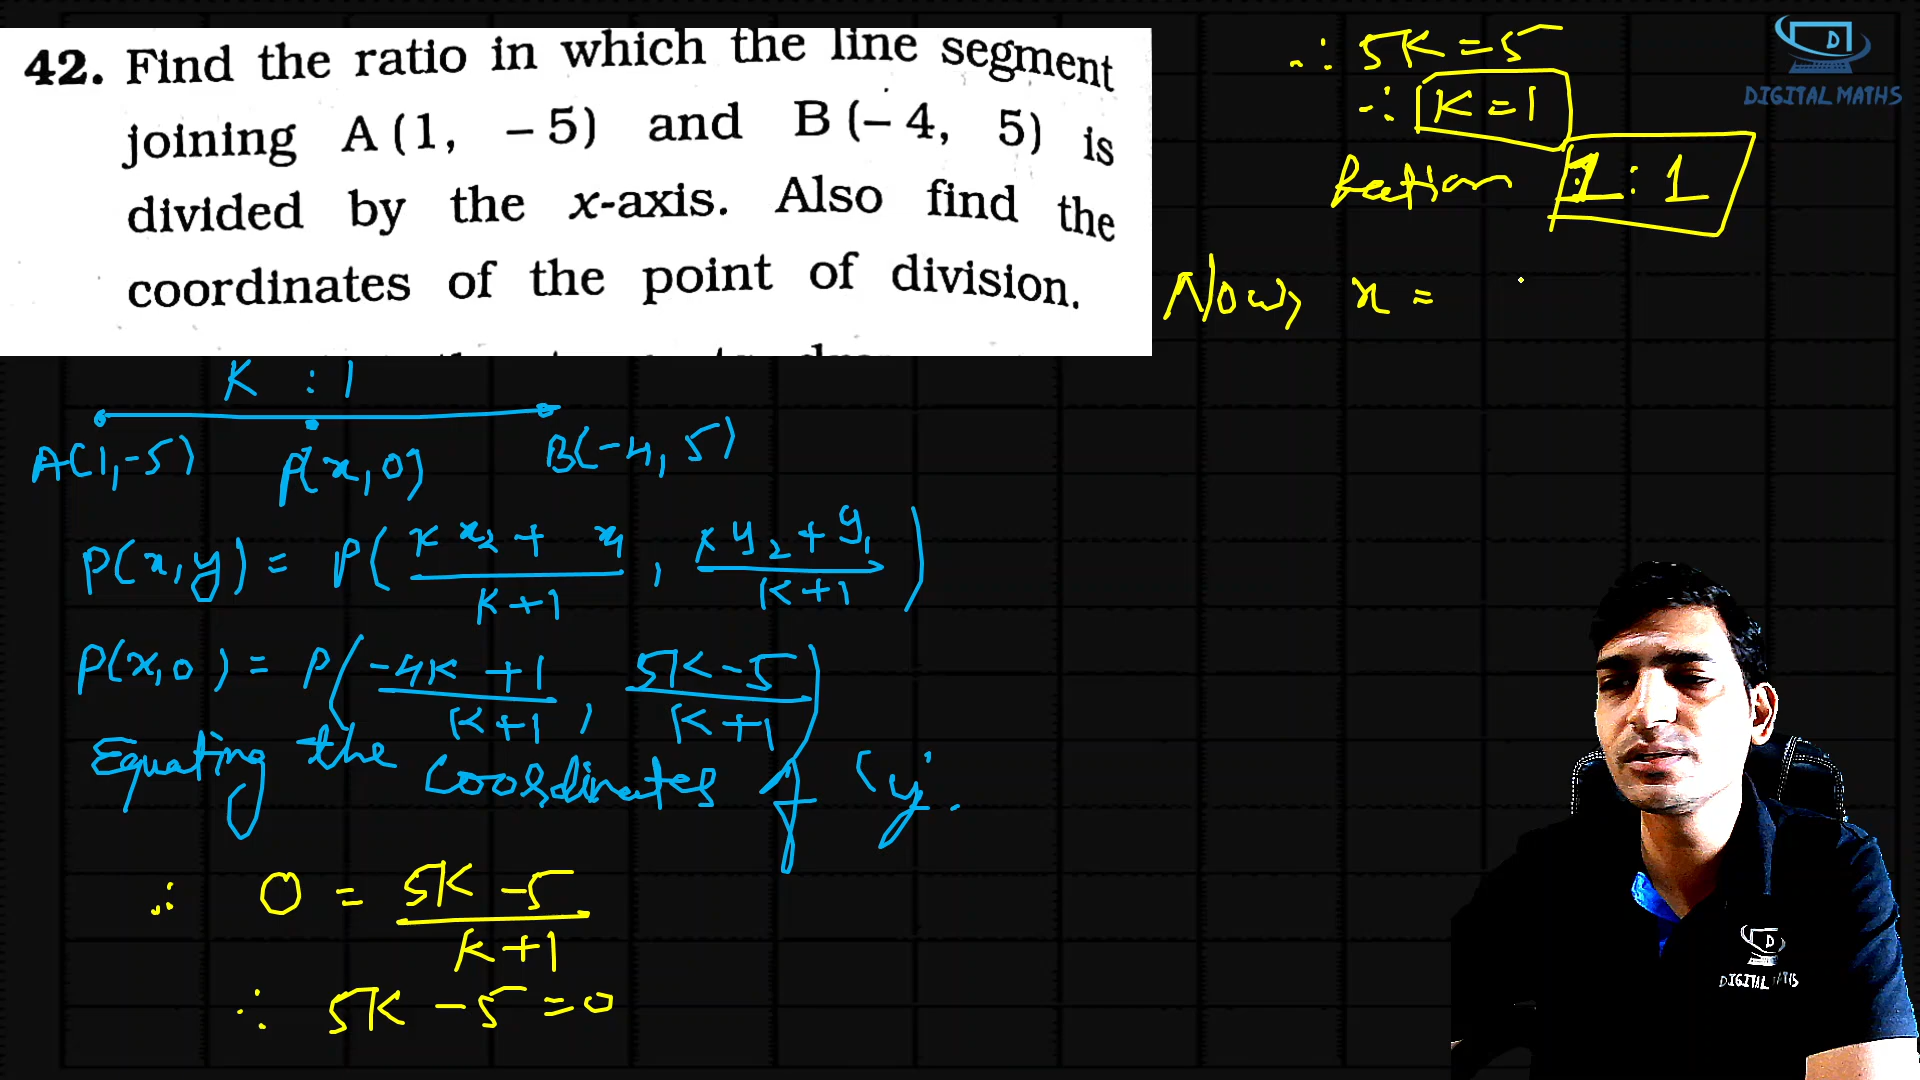 42. Find the ratio in which the line segment
joining A(1, –5) and B(–4, 5) is
divided by the x-axis. Also find the
coordinates of the point of division.
K : 1
A(1,-5) P(x,0) B(-4,5)
P(x,y) = P( K x₂ + x₁ / K+1 , K y₂ + y₁ / K+1 )
P(x,0) = P( -4K +1 / K+1 , 5K-5 / K+1 )
Equating the coordinates of 'y'.
∴ 0 = 5K -5 / K+1
∴ 5K -5 =0
∴ 5K = 5
∴ K = 1
1 : 1
Now, x =
DIGITAL MATHS
D
D